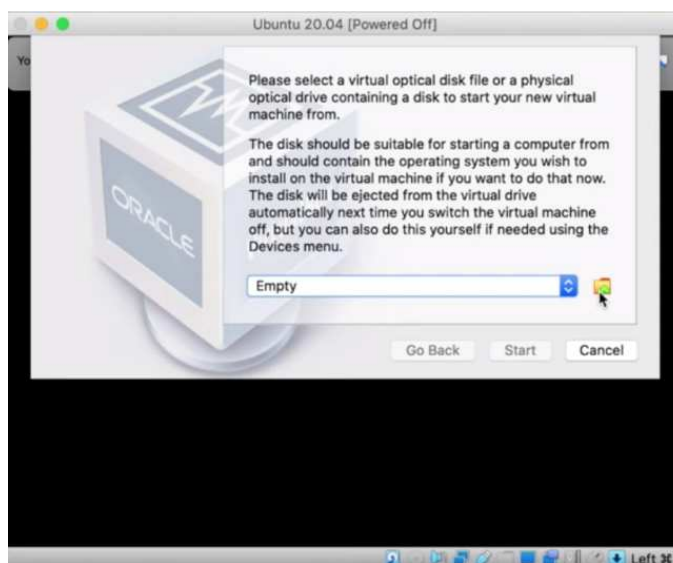 Ubuntu 20.04 [Powered Off]
Yo
Please select a virtual optical disk file or a physical
optical drive containing a disk to start your new virtual
machine from.
The disk should be suitable for starting a computer from
and should contain the operating system you wish to
install on the virtual machine if you want to do that now.
The disk will be ejected from the virtual drive
automatically next time you switch the virtual machine
off, but you can also do this yourself if needed using the
Devices menu.
ORACLE
Empty
Go Back Start Cancel
Left ⌘